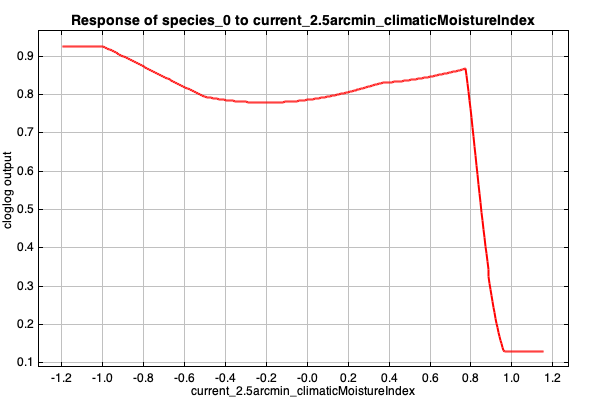 Response of species_0 to current_2.5arcmin_climaticMoistureIndex
cloglog output
0.9
0.8
0.7
0.6
0.5
0.4
0.3
0.2
0.1
-1.2 -1.0 -0.8 -0.6 -0.4 -0.2 -0.0 0.2 0.4 0.6 0.8 1.0 1.2
current_2.5arcmin_climaticMoistureIndex